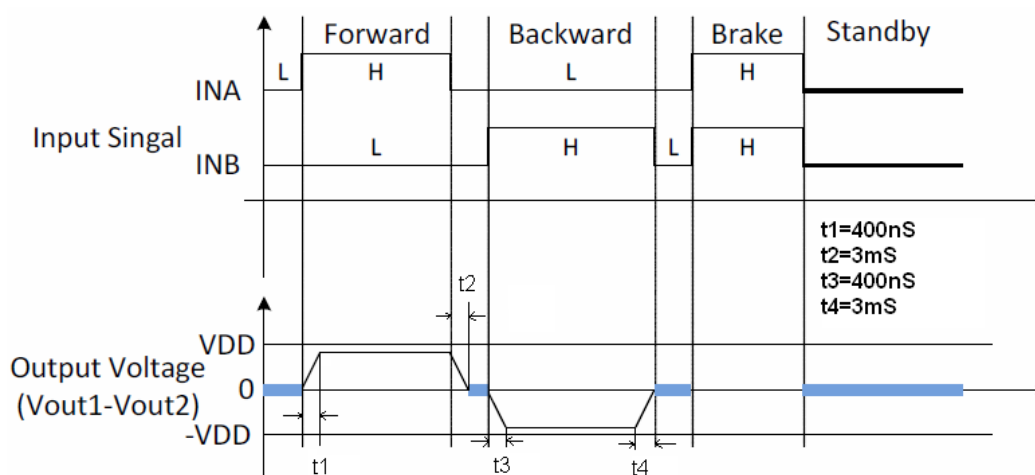 Forward Backward Brake Standby
L H L H
INA
Input Singal
L H L H
INB
t1=400nS
t2=3mS
t3=400nS
t4=3mS
t2
VDD
Output Voltage
0
(Vout1-Vout2)
-VDD
t1 t3 t4